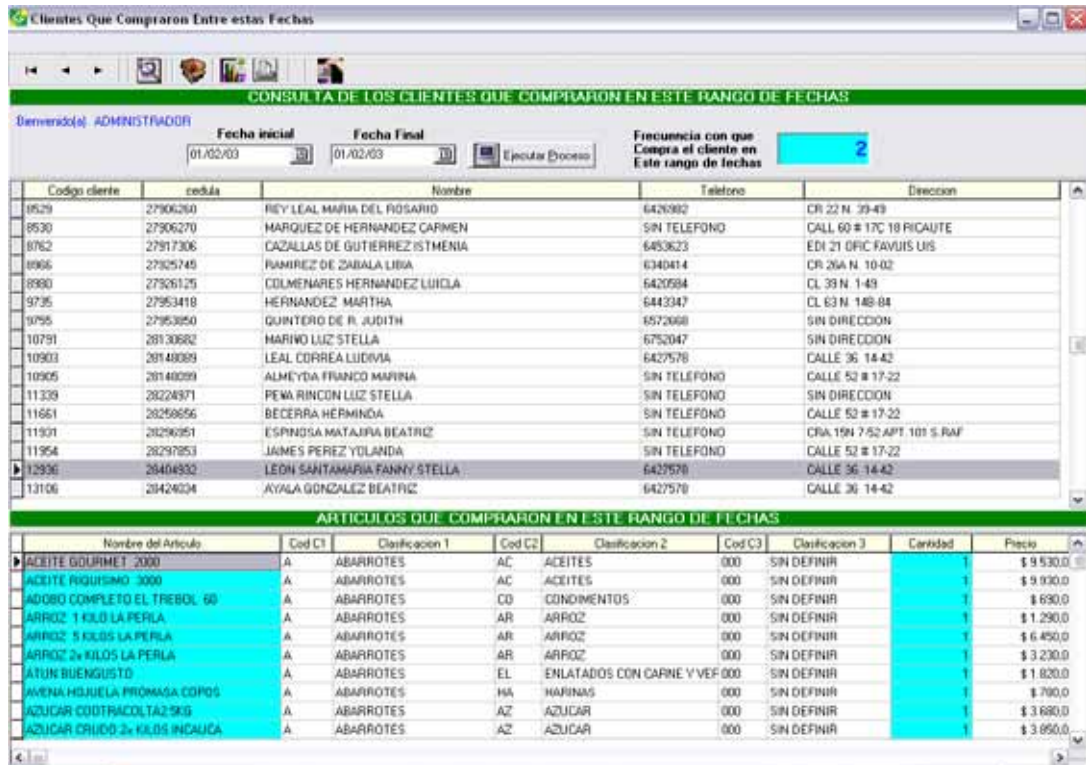 Clientes Que Compraron Entre estas Fechas
CONSULTA DE LOS CLIENTES QUE COMPRARON EN ESTE RANGO DE FECHAS
Bienvenido(a) ADMINISTRADOR
Fecha inicial Fecha Final Frecuencia con que
Compra el cliente en
Este rango de fechas
01/02/03 01/02/03 Ejecutar Proceso 2
Codigo cliente cedula Nombre Telefono Direccion
8529 27906260 REY LEAL MARIA DEL ROSARIO 6426982 CR 22 N. 39-49
8530 27906270 MARQUEZ DE HERNANDEZ CARMEN SIN TELEFONO CALL 60 # 17C 18 RICAUTE
8762 27917306 CAZALLAS DE GUTIERREZ ISTMENIA 6453623 EDI 21 OFIC FAVUIS UIS
8966 27925745 RAMIREZ DE ZABALA LIBIA 6340414 CR 26A N. 10-02
8980 27926125 COLMENARES HERNANDEZ LUICLA 6420584 CL 39 N. 1-49
9735 27953418 HERNANDEZ MARTHA 6443347 CL 63 N. 14B-84
9755 27953850 QUINTERO DE R. JUDITH 6572668 SIN DIRECCION
10791 28130682 MARI\O LUZ STELLA 6752047 SIN DIRECCION
10903 28148089 LEAL CORREA LUDIVIA 6427578 CALLE 36 14-42
10905 28148099 ALMEYDA FRANCO MARINA SIN TELEFONO CALLE 52 # 17-22
11339 28224971 RINCON LUZ STELLA SIN TELEFONO SIN DIRECCION
11661 28258656 BECERRA HERMINDA SIN TELEFONO CALLE 52 # 17-22
11931 28296951 ESPINOSA MATAJIRA BEATRIZ SIN TELEFONO CRA.15N 7-52 APT. 101 S.RAF
11954 28297853 JAIMES PEREZ YOLANDA SIN TELEFONO CALLE 52 # 17-22
12936 28404932 LEON SANTAMARIA FANNY STELLA 6427578 CALLE 36 14-42
13106 28424034 AYALA GONZALEZ BEATRIZ 6427578 CALLE 36 14-42
ARTICULOS QUE COMPRARON EN ESTE RANGO DE FECHAS
Nombre del Articulo Cod C1 Clasificacion 1 Cod C2 Clasificacion 2 Cod C3 Clasificacion 3 Cantidad Precio
ACEITE GOURMET 2000 A ABARROTES AC ACEITES 000 SIN DEFINIR 1 $ 9.530,0
ACEITE RIQUISIMO 3000 A ABARROTES AC ACEITES 000 SIN DEFINIR 1 $ 9.930,0
ADOBO COMPLETO EL TREBOL 60 A ABARROTES CO CONDIMENTOS 000 SIN DEFINIR 1 $ 690,0
ARROZ 1 KILO LA PERLA A ABARROTES AR ARROZ 000 SIN DEFINIR 1 $ 1.290,0
ARROZ 5 KILOS LA PERLA A ABARROTES AR ARROZ 000 SIN DEFINIR 1 $ 6.450,0
ARROZ 2x KILOS LA PERLA A ABARROTES AR ARROZ 000 SIN DEFINIR 1 $ 3.230,0
ATUN BUENGUSTO A ABARROTES EL ENLATADOS CON CARNE Y VEF 000 SIN DEFINIR 1 $ 1.820,0
AVENA HOJUELA PROMASA COPOS A ABARROTES HA HARINAS 000 SIN DEFINIR 1 $ 780,0
AZUCAR COOTRACOLTA2.5KG A ABARROTES AZ AZUCAR 000 SIN DEFINIR 1 $ 3.680,0
AZUCAR CRUDO 2x KILOS INCAUCA A ABARROTES AZ AZUCAR 000 SIN DEFINIR 1 $ 3.850,0